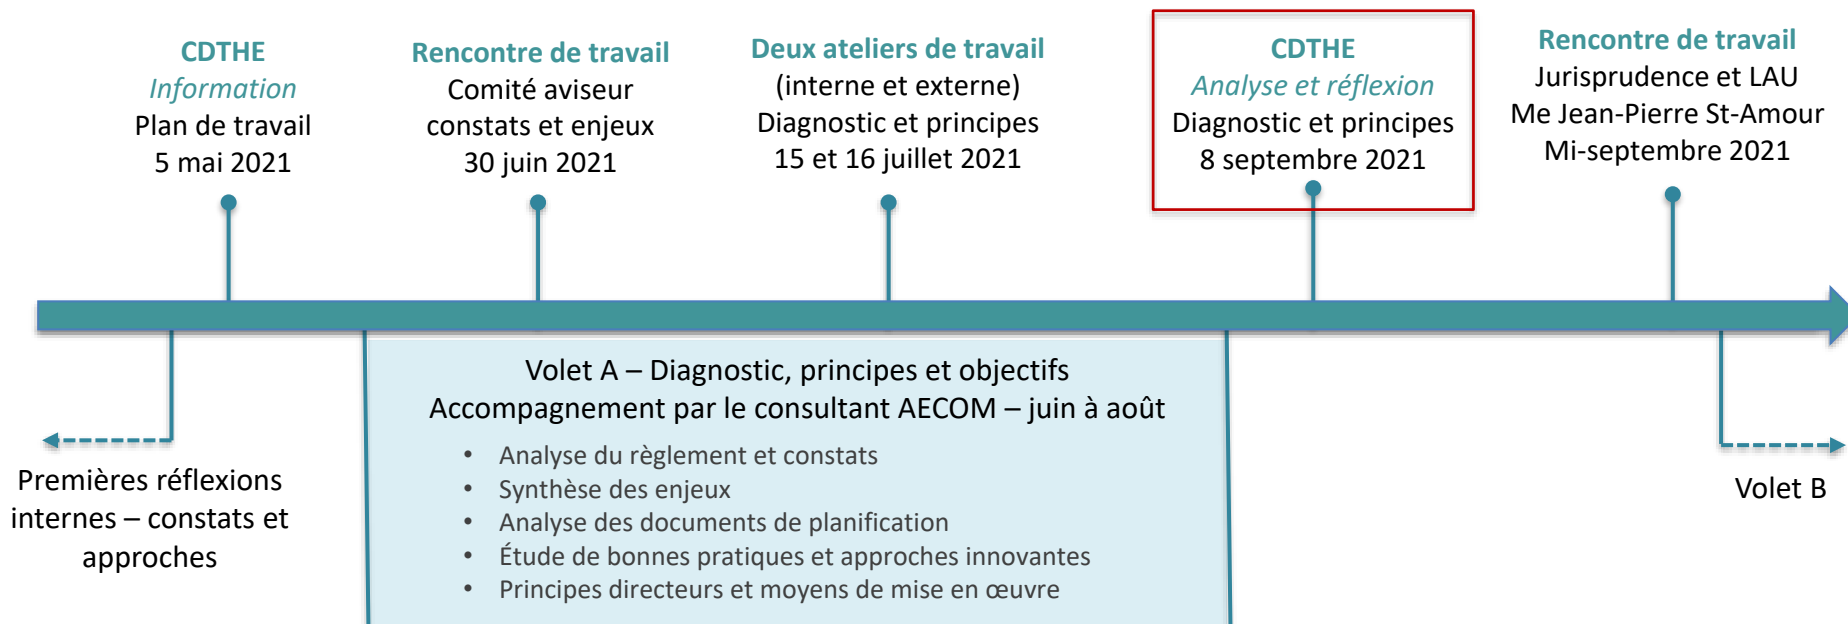 CDTHE
Information
Plan de travail
5 mai 2021
Rencontre de travail
Comité aviseur
constats et enjeux
30 juin 2021
Deux ateliers de travail
(interne et externe)
Diagnostic et principes
15 et 16 juillet 2021
CDTHE
Analyse et réflexion
Diagnostic et principes
8 septembre 2021
Rencontre de travail
Jurisprudence et LAU
Me Jean-Pierre St-Amour
Mi-septembre 2021
Premières réflexions
internes – constats et
approches
Volet A – Diagnostic, principes et objectifs
Accompagnement par le consultant AECOM – juin à août
• Analyse du règlement et constats
• Synthèse des enjeux
• Analyse des documents de planification
• Étude de bonnes pratiques et approches innovantes
• Principes directeurs et moyens de mise en œuvre
Volet B